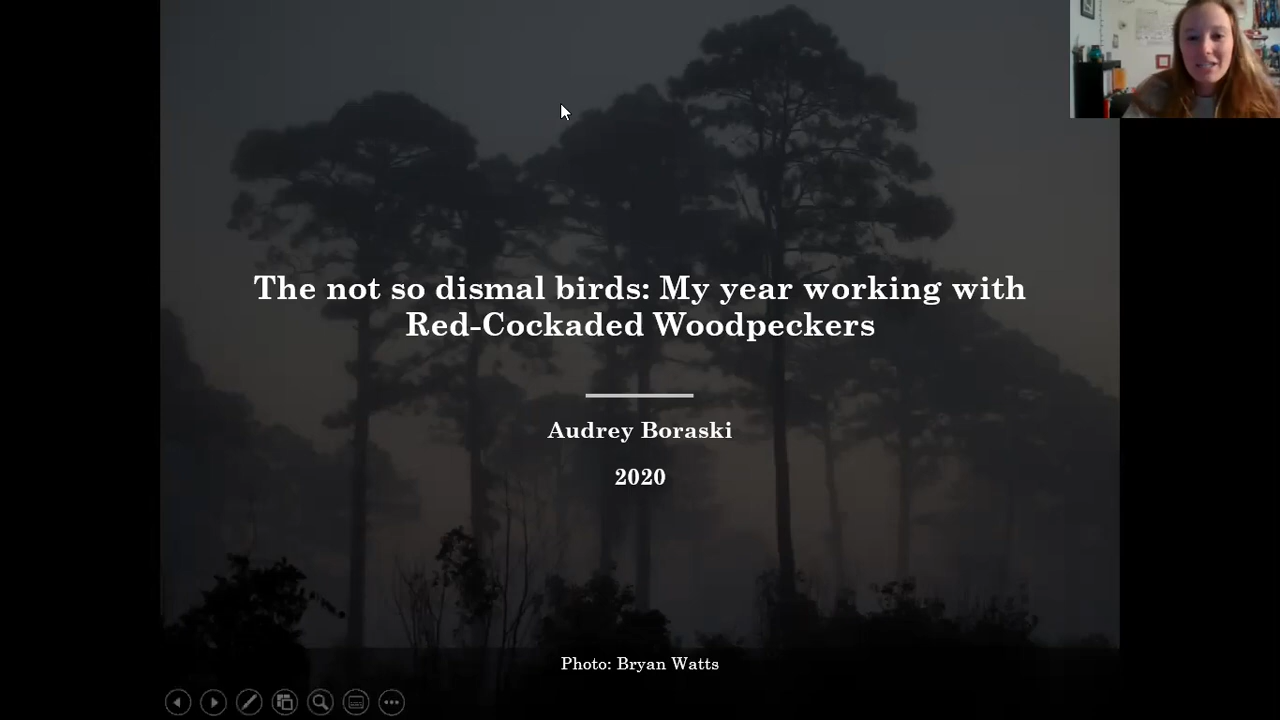 The not so dismal birds: My year working with
Red-Cockaded Woodpeckers
Audrey Boraski
2020
Photo: Bryan Watts